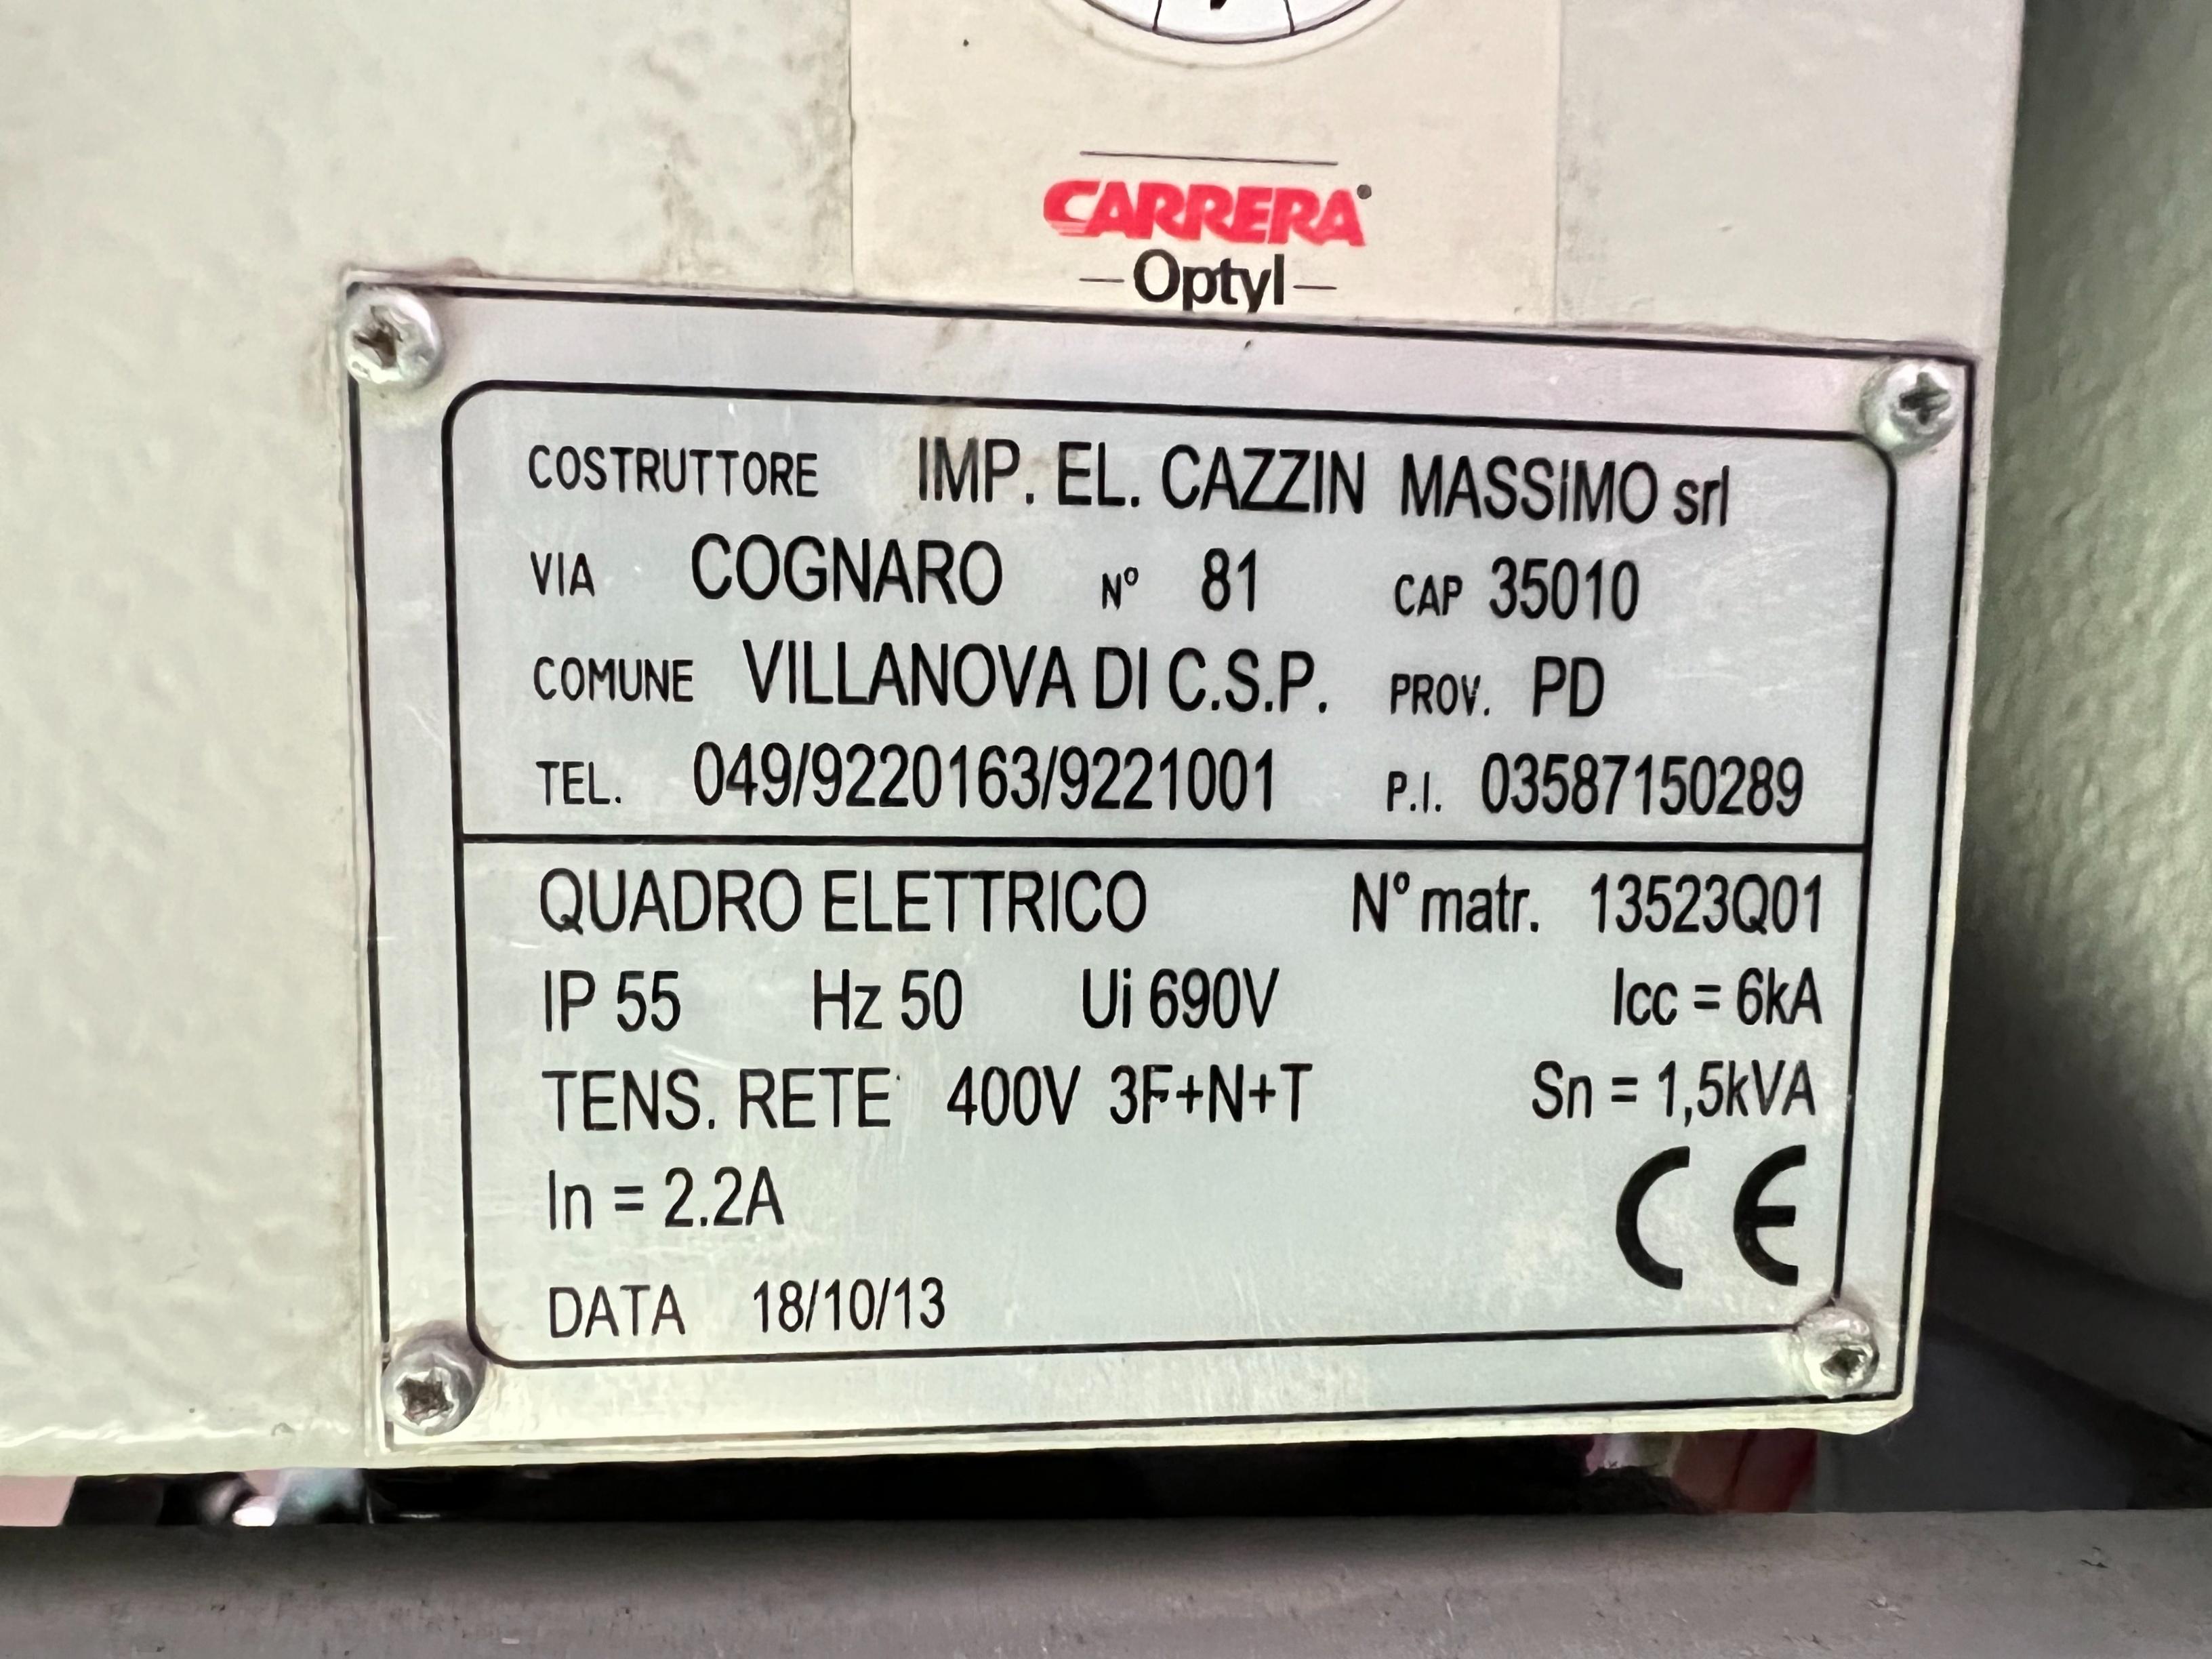 CARRERA
Optyl
COSTRUTTORE IMP. EL. CAZZIN MASSiMO srl
VIA COGNARO N° 81 CAP 35010
COMUNE VILLANOVA DI C.S.P. PROV. PD
TEL. 049/9220163/9221001 P.I. 03587150289
QUADRO ELETTRICO N° matr. 13523Q01
IP 55 Hz 50 Ui 690V Icc = 6kA
TENS. RETE 400V 3F+N+T Sn = 1,5kVA
In = 2.2A
CE
DATA 18/10/13